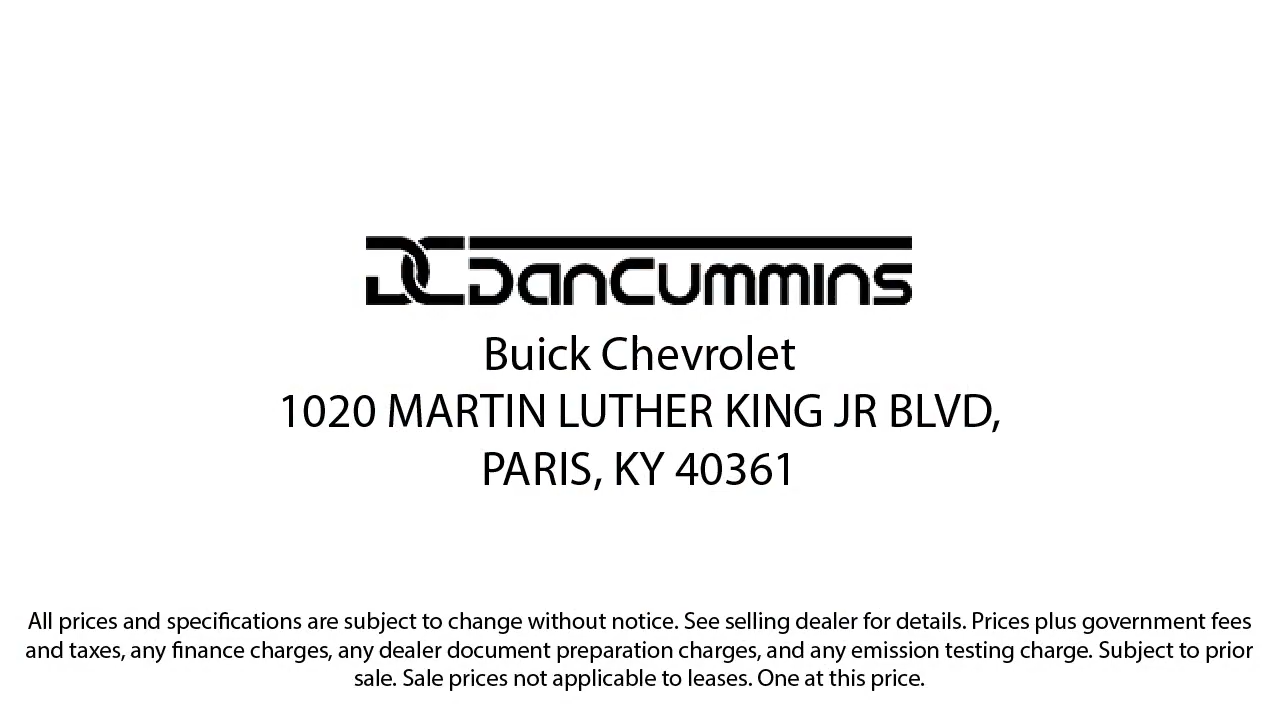 DC DanCummins
Buick Chevrolet
1020 MARTIN LUTHER KING JR BLVD,
PARIS, KY 40361
All prices and specifications are subject to change without notice. See selling dealer for details. Prices plus government fees
and taxes, any finance charges, any dealer document preparation charges, and any emission testing charge. Subject to prior
sale. Sale prices not applicable to leases. One at this price.